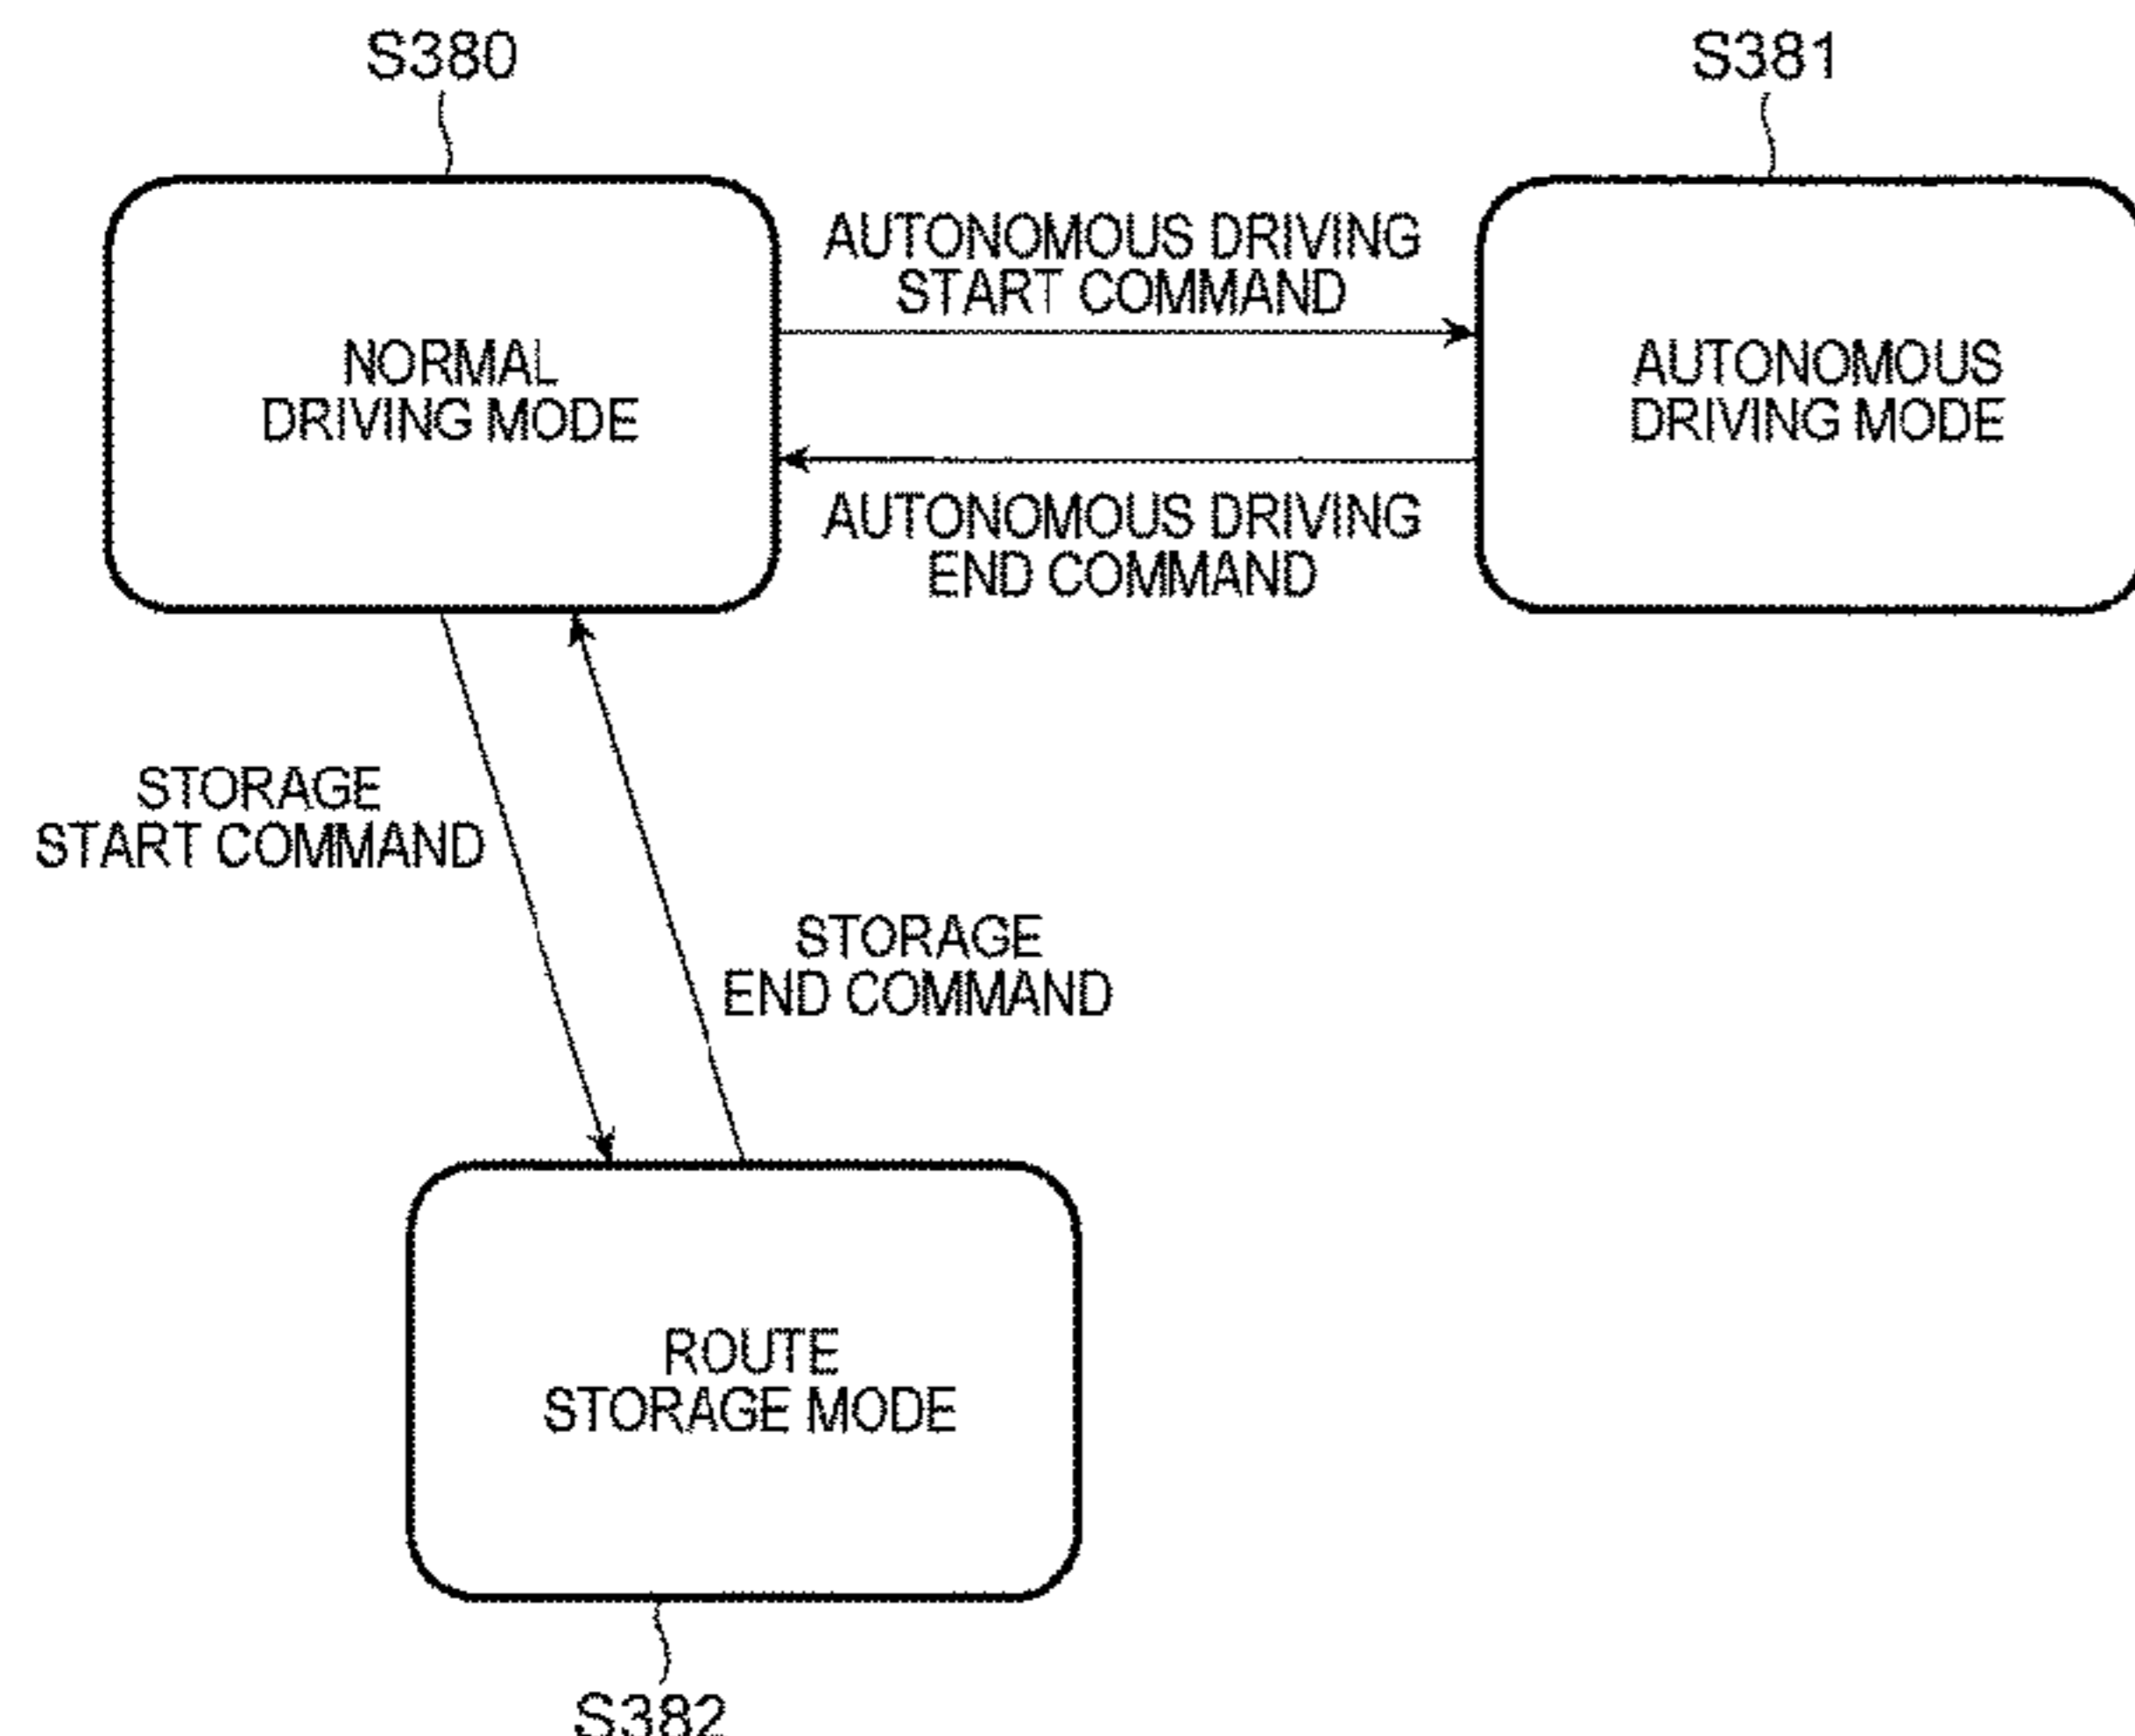 S380
S381
NORMAL
DRIVING MODE
AUTONOMOUS DRIVING
START COMMAND
AUTONOMOUS DRIVING
END COMMAND
AUTONOMOUS
DRIVING MODE
STORAGE
START COMMAND
STORAGE
END COMMAND
ROUTE
STORAGE MODE
S382